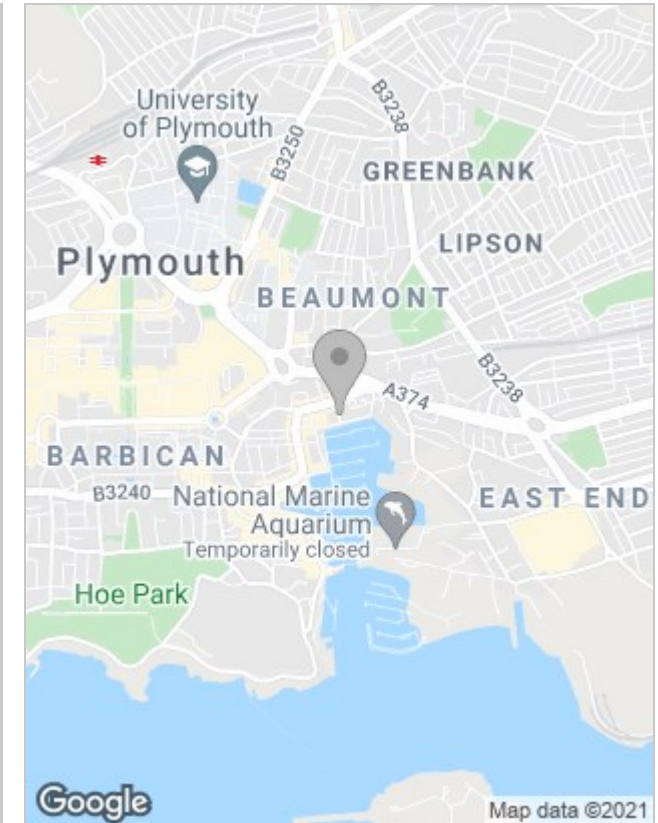 University
of Plymouth
B3250
B3238
GREENBANK
LIPSON
Plymouth
BEAUMONT
B3238
A374
BARBICAN
B3240
National Marine
Aquarium
Temporarily closed
EAST END
Hoe Park
Google
Map data ©2021